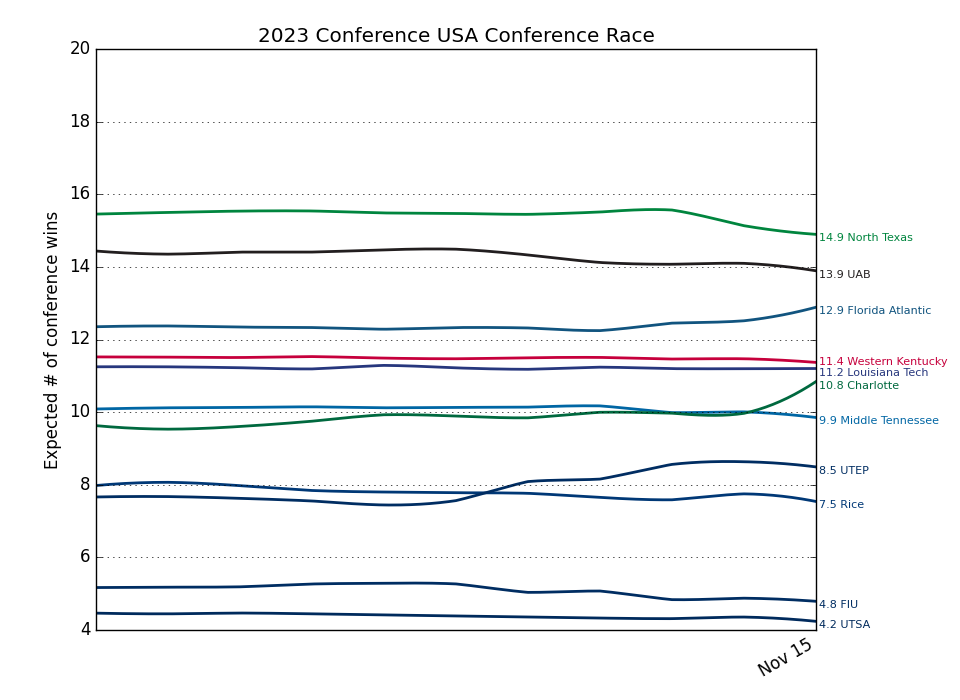 2023 Conference USA Conference Race
Expected # of conference wins
20
18
16
14
12
10
8
6
4
14.9 North Texas
13.9 UAB
12.9 Florida Atlantic
11.4 Western Kentucky
11.2 Louisiana Tech
10.8 Charlotte
9.9 Middle Tennessee
8.5 UTEP
7.5 Rice
4.8 FIU
4.2 UTSA
Nov 15